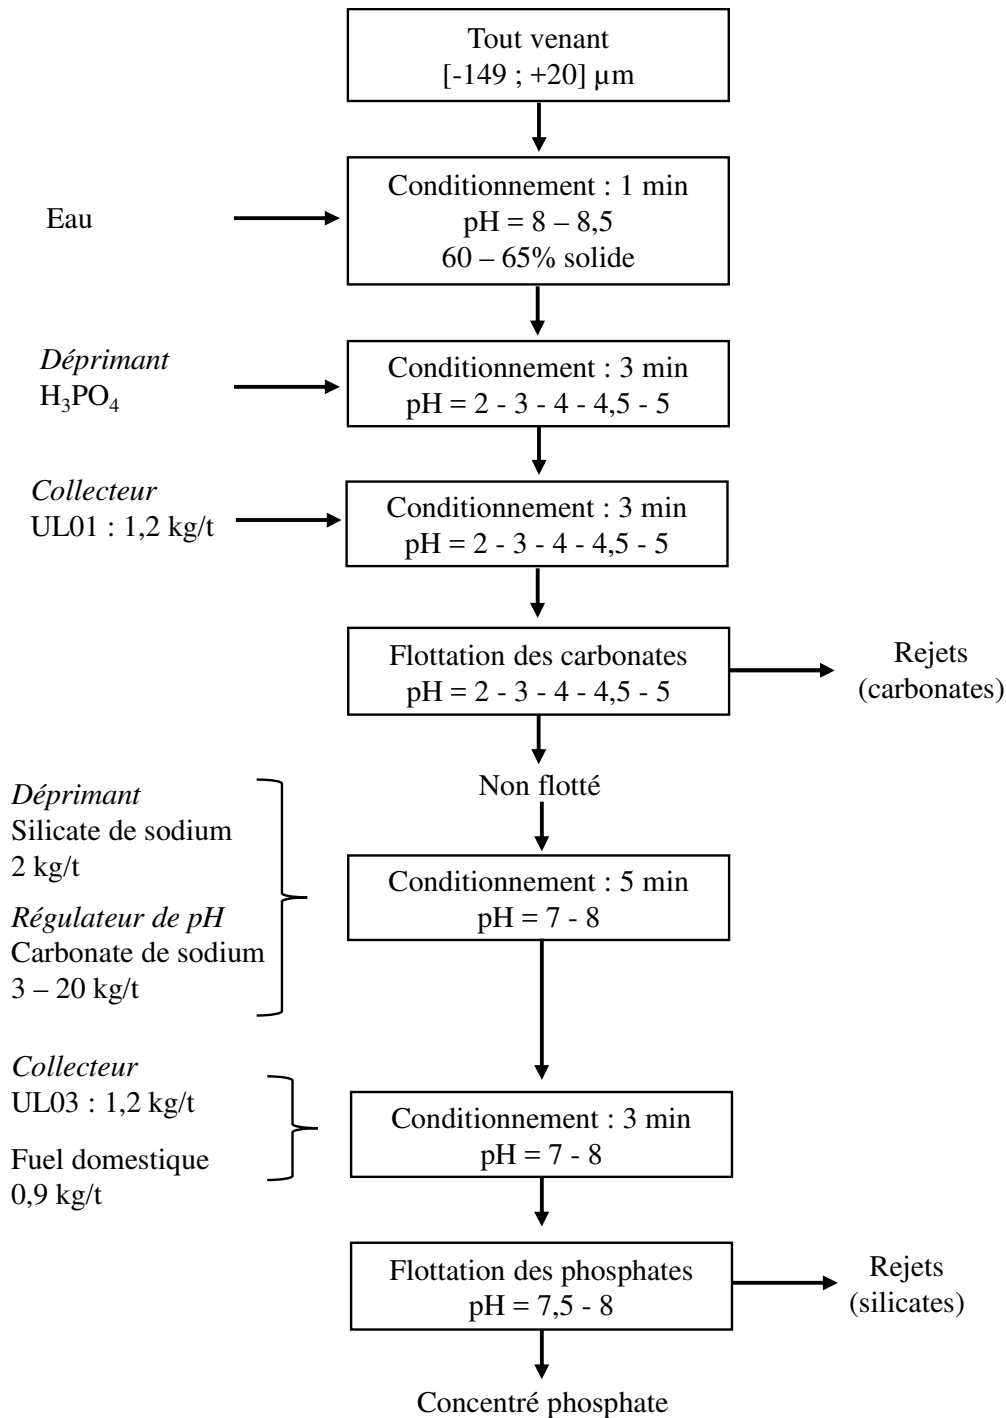 Tout venant
[-149 ; +20] µm
Eau
Conditionnement : 1 min
pH = 8 – 8,5
60 – 65% solide
Déprimant
H₃PO₄
Conditionnement : 3 min
pH = 2 - 3 - 4 - 4,5 - 5
Collecteur
UL01 : 1,2 kg/t
Conditionnement : 3 min
pH = 2 - 3 - 4 - 4,5 - 5
Flottation des carbonates
pH = 2 - 3 - 4 - 4,5 - 5
Rejets
(carbonates)
Non flotté
Déprimant
Silicate de sodium
2 kg/t
Régulateur de pH
Carbonate de sodium
3 – 20 kg/t
Conditionnement : 5 min
pH = 7 - 8
Collecteur
UL03 : 1,2 kg/t
Fuel domestique
0,9 kg/t
Conditionnement : 3 min
pH = 7 - 8
Flottation des phosphates
pH = 7,5 - 8
Rejets
(silicates)
Concentré phosphate